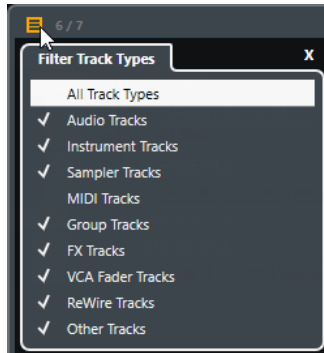 6 / 7
Filter Track Types X
All Track Types
Audio Tracks
Instrument Tracks
Sampler Tracks
MIDI Tracks
Group Tracks
FX Tracks
VCA Fader Tracks
ReWire Tracks
Other Tracks